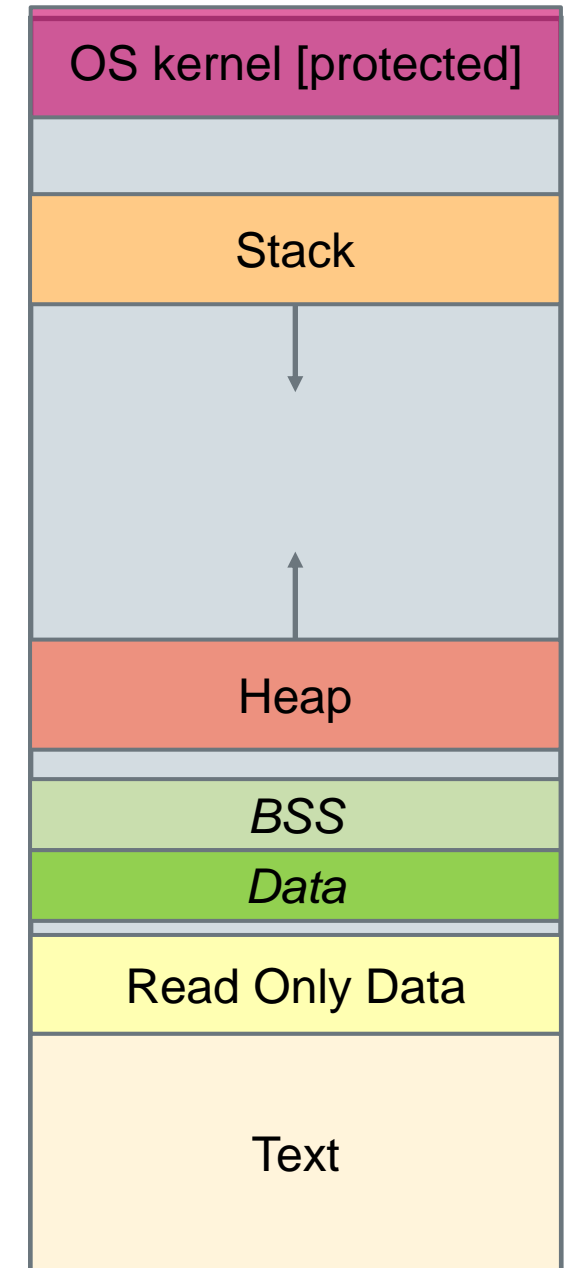 OS kernel [protected]
Stack
Heap
BSS
Data
Read Only Data
Text